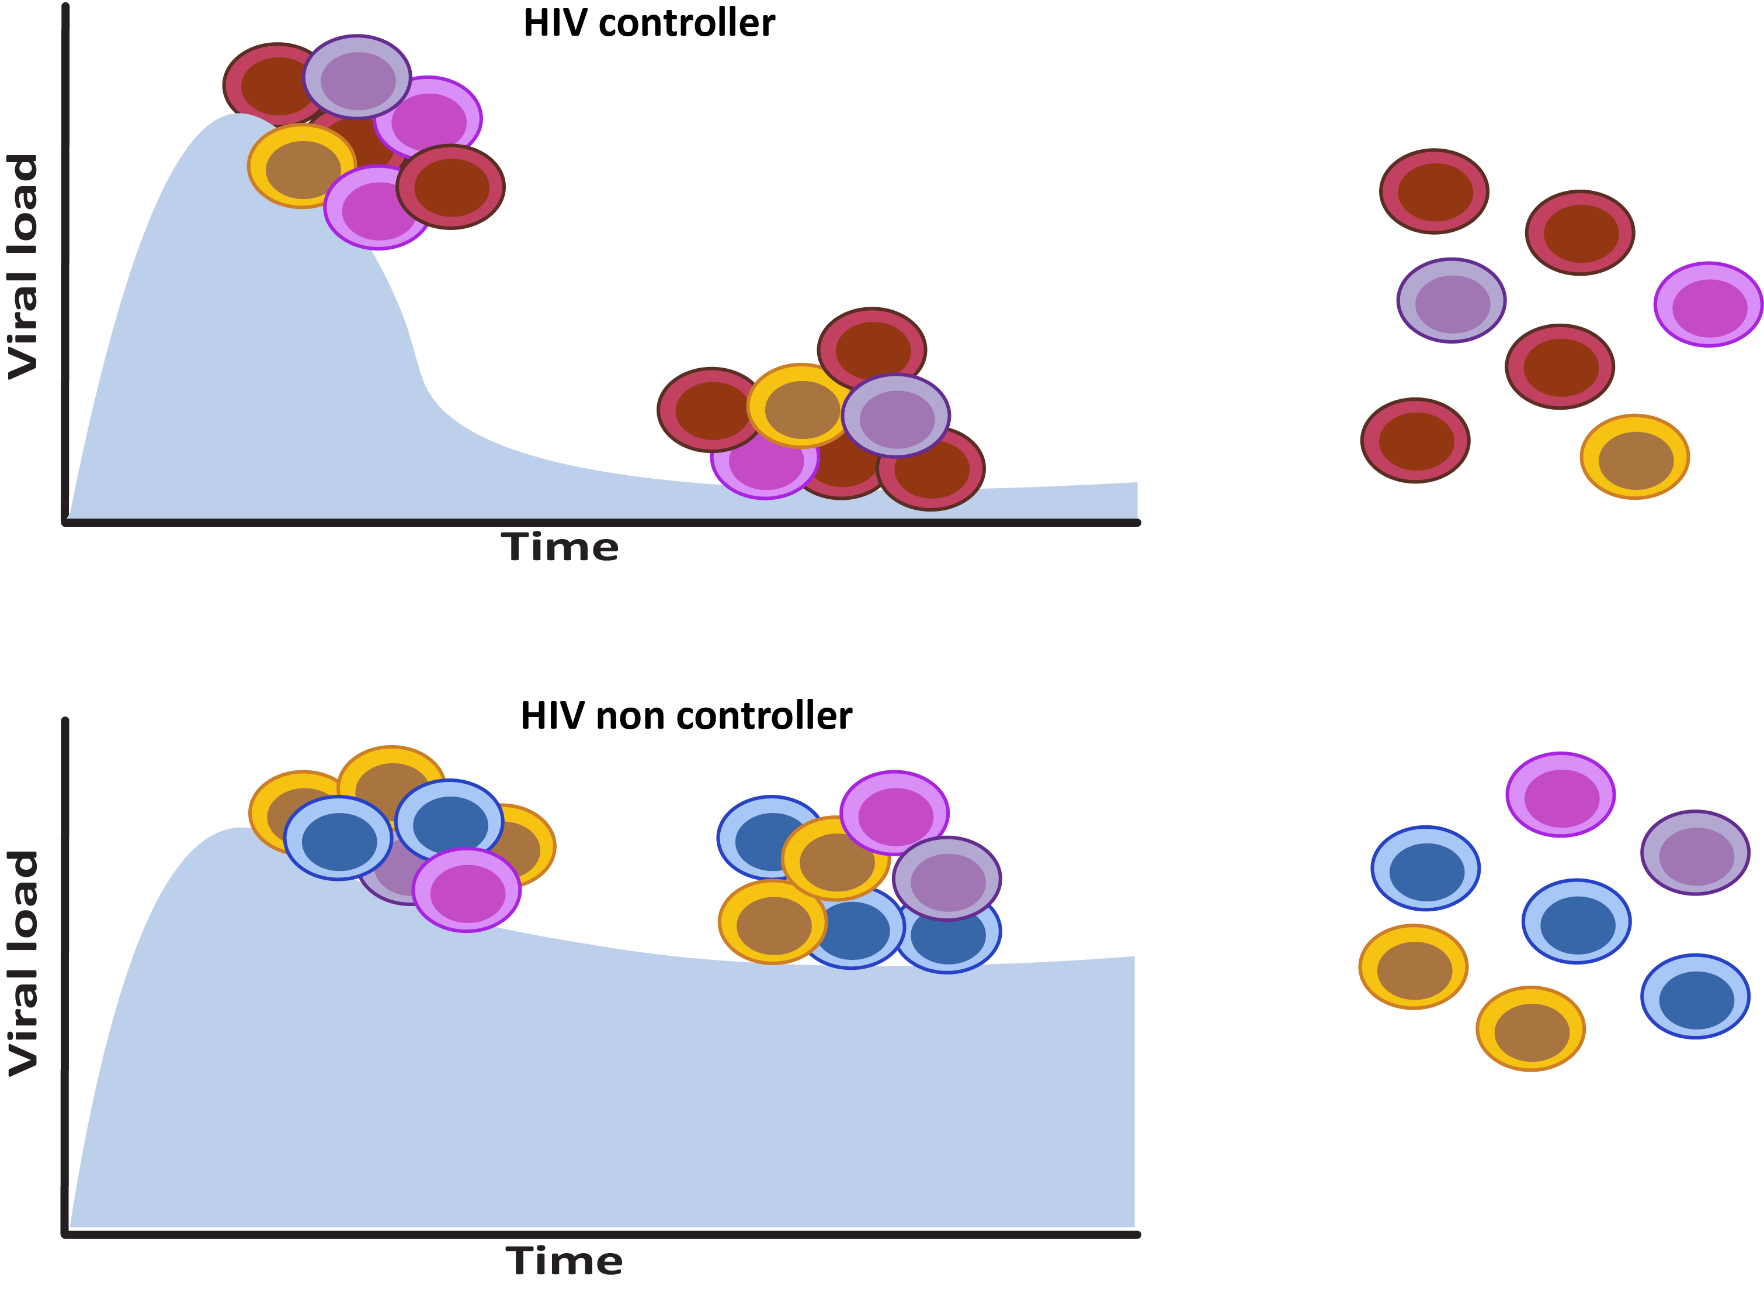 HIV controller
Viral load
Time
HIV non controller
Viral load
Time